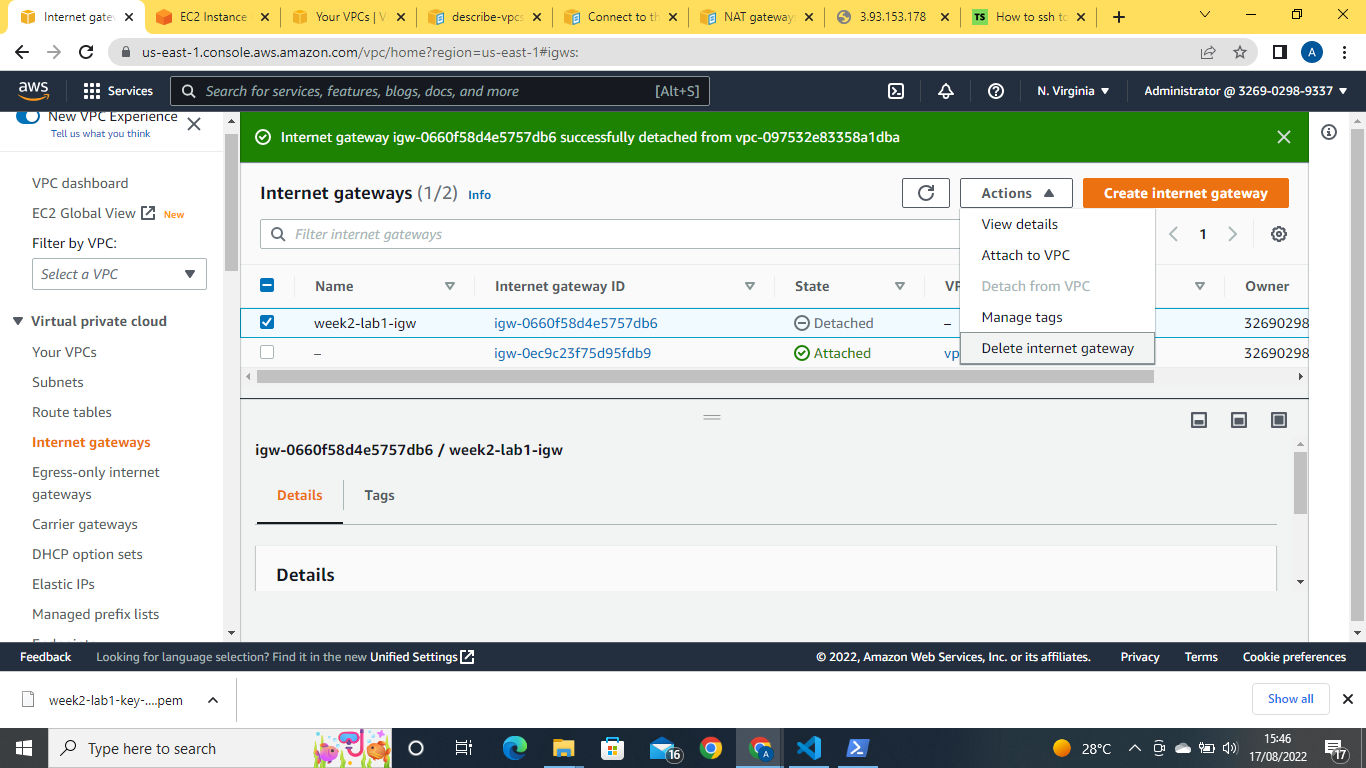 Internet gatew
EC2 Instance
Your VPCs | V
describe-vpcs
Connect to th
NAT gateways
3.93.153.178
TS
How to ssh to
us-east-1.console.aws.amazon.com/vpc/home?region=us-east-1#igws:
A
aws
Services
Search for services, features, blogs, docs, and more
[Alt+S]
N. Virginia
Administrator @ 3269-0298-9337
New VPC Experience
Tell us what you think
VPC dashboard
EC2 Global View New
Filter by VPC:
Select a VPC
Virtual private cloud
Your VPCs
Subnets
Route tables
Internet gateways
Egress-only internet
gateways
Carrier gateways
DHCP option sets
Elastic IPs
Managed prefix lists
Endpoints
Internet gateway igw-0660f58d4e5757db6 successfully detached from vpc-097532e83358a1dba
Internet gateways (1/2) Info
Actions
Create internet gateway
Filter internet gateways
1
View details
Attach to VPC
Detach from VPC
Manage tags
Delete internet gateway
Name Internet gateway ID State VP Owner
week2-lab1-igw igw-0660f58d4e5757db6 Detached – 32690298
– igw-0ec9c23f75d95fdb9 Attached vp 32690298
igw-0660f58d4e5757db6 / week2-lab1-igw
Details Tags
Details
Feedback Looking for language selection? Find it in the new Unified Settings
© 2022, Amazon Web Services, Inc. or its affiliates. Privacy Terms Cookie preferences
week2-lab1-key-....pem
Show all
Type here to search
16
A
28°C
15:46
17/08/2022
17